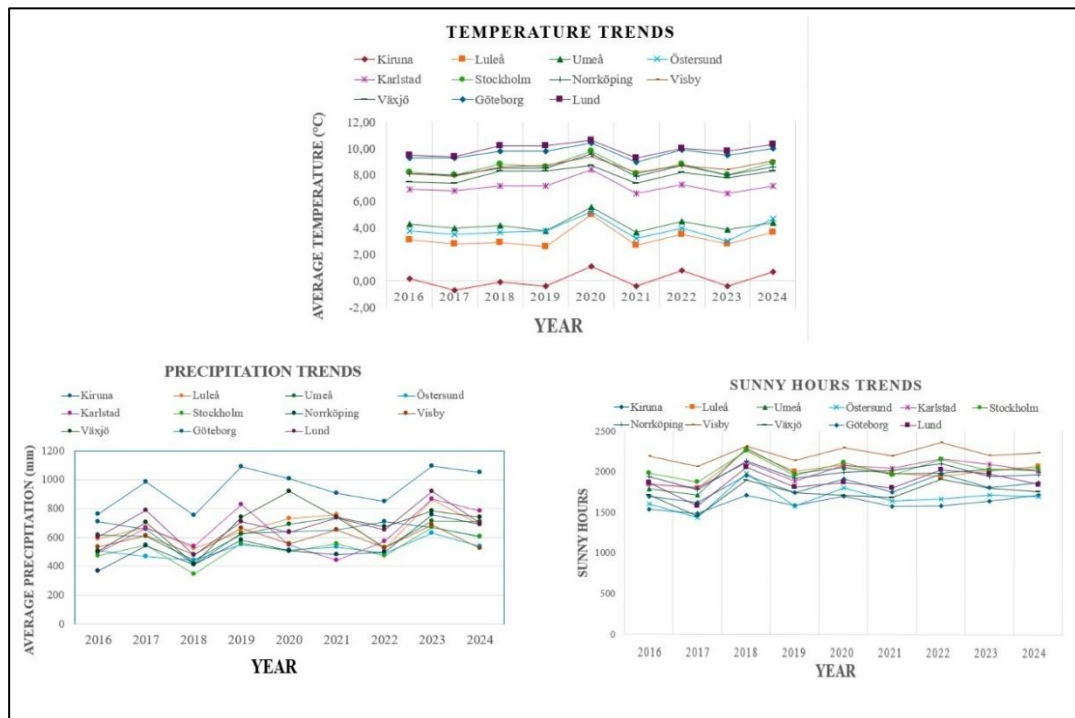 TEMPERATURE TRENDS
Kiruna Luleå Umeå Östersund
Karlstad Stockholm Norrköping Visby
Växjö Göteborg Lund
AVERAGE TEMPERATURE (°C)
12,00
10,00
8,00
6,00
4,00
2,00
0,00
-2,00
2016 2017 2018 2019 2020 2021 2022 2023 2024
YEAR
PRECIPITATION TRENDS
Kiruna Luleå Umeå Östersund
Karlstad Stockholm Norrköping Visby
Växjö Göteborg Lund
AVERAGE PRECIPITATION (mm)
1200
1000
800
600
400
200
0
2016 2017 2018 2019 2020 2021 2022 2023 2024
YEAR
SUNNY HOURS TRENDS
Kiruna Luleå Umeå Östersund Karlstad Stockholm
Norrköping Visby Växjö Göteborg Lund
SUNNY HOURS
2500
2000
1500
1000
500
0
2016 2017 2018 2019 2020 2021 2022 2023 2024
YEAR